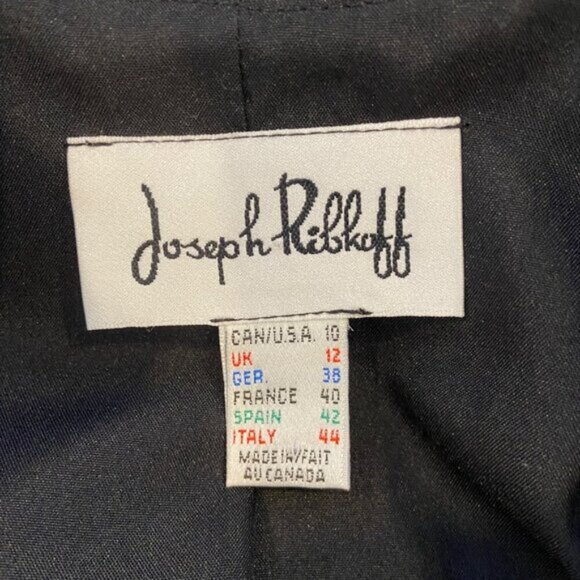 Joseph Ribkoff
CAN/U.S.A. 10
UK 12
GER. 38
FRANCE 40
SPAIN 42
ITALY 44
MADE IN/FAIT
AU CANADA